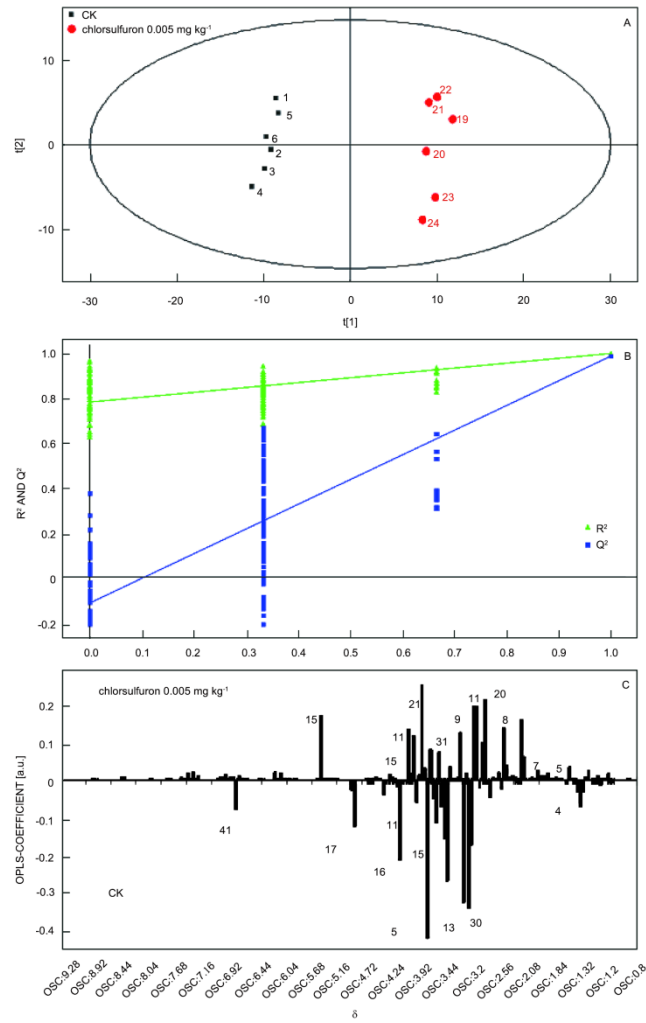 CK
chlorsulfuron 0.005 mg kg⁻¹
A
10
0
-10
t[2]
1
5
6
2
3
4
22
21
19
20
23
24
-30
-20
-10
0
10
20
30
t[1]
B
1.0
0.8
0.6
0.4
0.2
0
-0.2
R² AND Q²
R²
Q²
0.0
0.1
0.2
0.3
0.4
0.5
0.6
0.7
0.8
0.9
1.0
chlorsulfuron 0.005 mg kg⁻¹
C
0.2
0.1
0
-0.1
-0.2
-0.3
-0.4
OPLS-COEFFICIENT [a.u.]
21
11
20
15
11
9
8
31
15
7
5
41
17
11
4
16
15
5
13
30
CK
OSC:9.28
OSC:8.92
OSC:8.44
OSC:8.04
OSC:7.68
OSC:7.16
OSC:6.92
OSC:6.44
OSC:6.04
OSC:5.68
OSC:5.16
OSC:4.72
OSC:4.24
OSC:3.92
OSC:3.44
OSC:3.2
OSC:2.56
OSC:2.08
OSC:1.84
OSC:1.32
OSC:1.2
OSC:0.8
δ